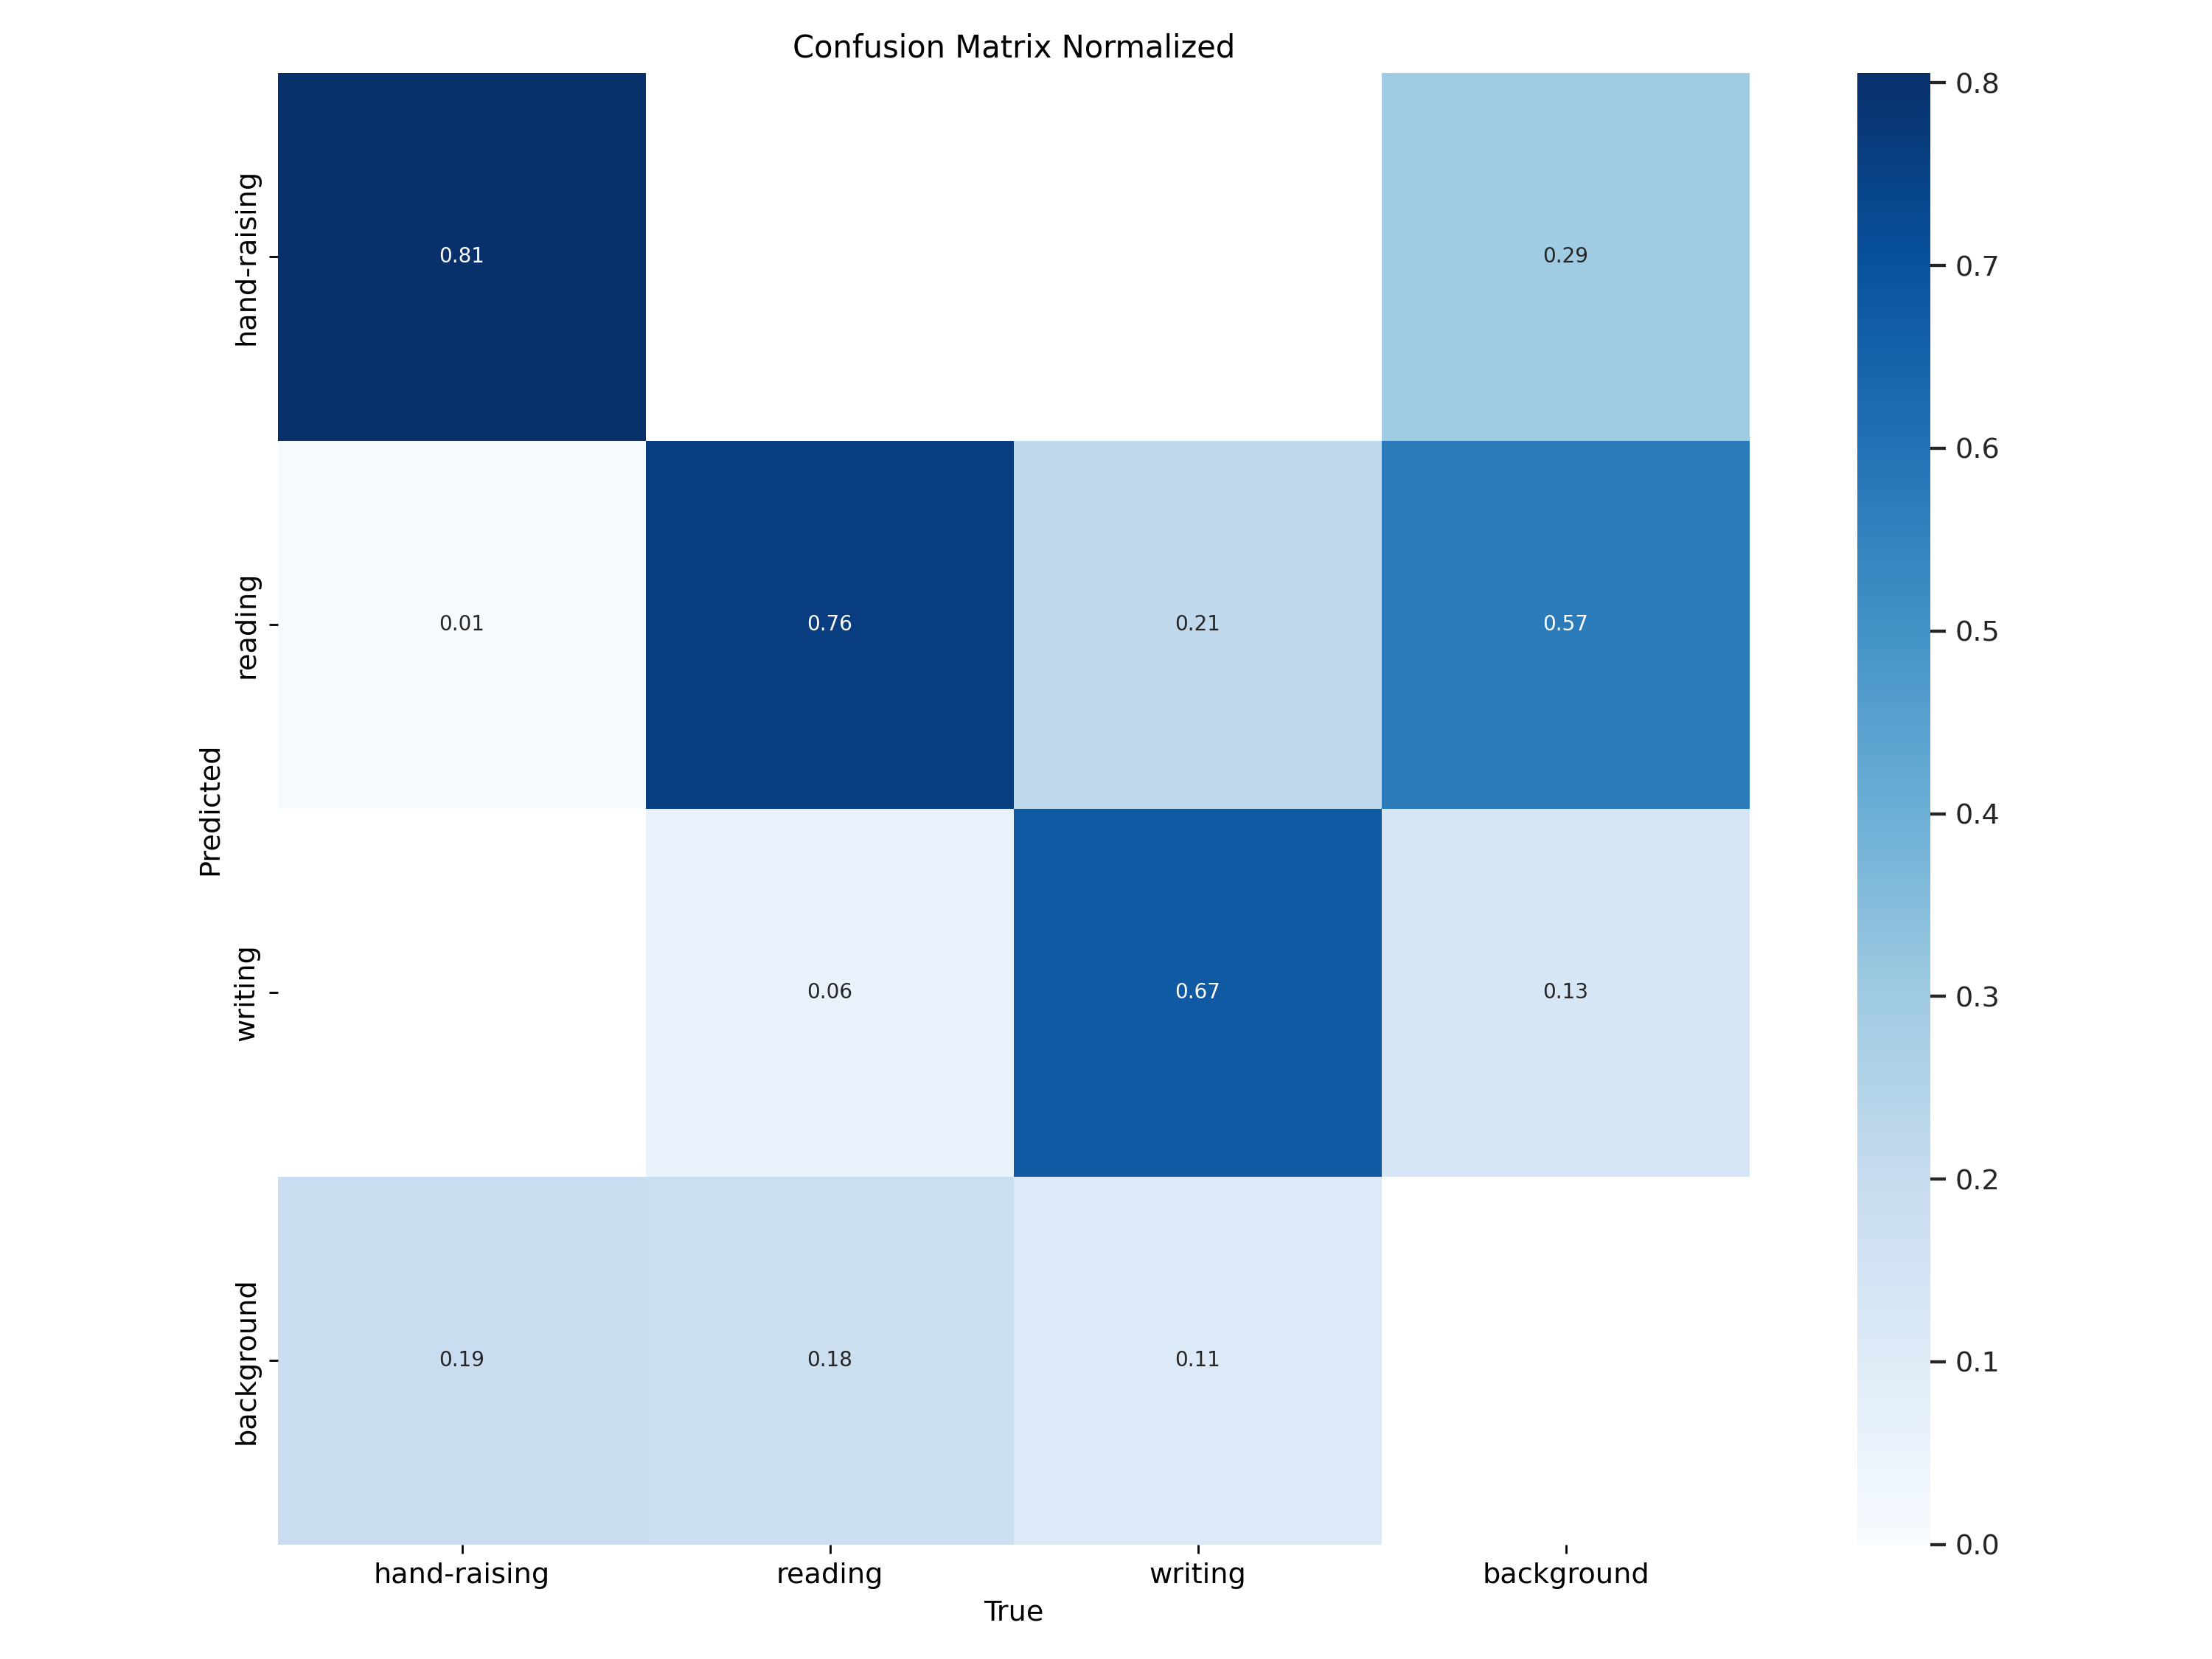 Confusion Matrix Normalized
hand-raising
0.81
0.29
0.8
0.7
0.6
reading
0.01
0.76
0.21
0.57
0.5
0.4
Predicted
writing
0.06
0.67
0.13
0.3
0.2
background
0.19
0.18
0.11
0.1
0.0
hand-raising
reading
writing
background
True